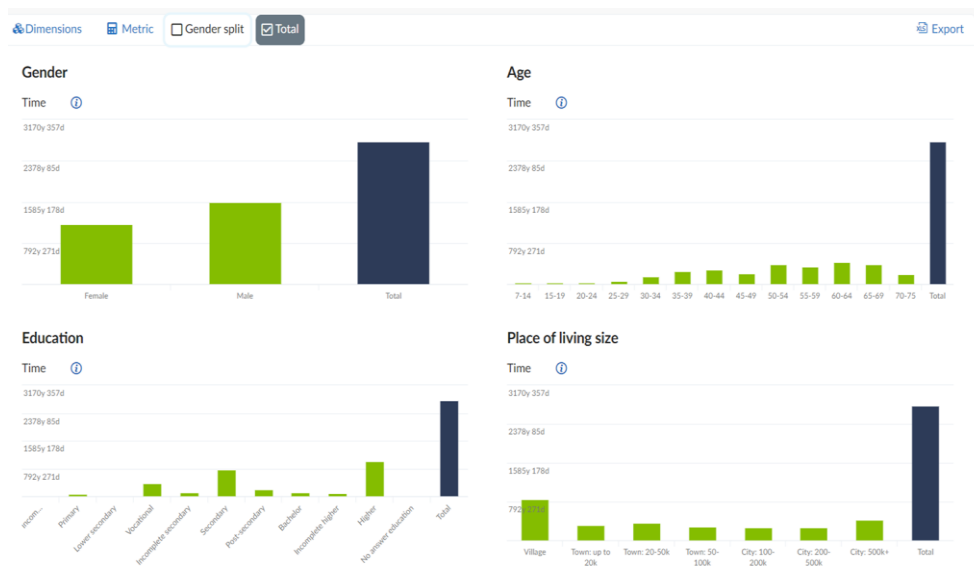 Dimensions Metric Gender split Total Export
Gender
Time
3170y 357d
2378y 85d
1585y 178d
792y 271d
Female Male Total
Age
Time
3170y 357d
2378y 85d
1585y 178d
792y 271d
7-14 15-19 20-24 25-29 30-34 35-39 40-44 45-49 50-54 55-59 60-64 65-69 70-75 Total
Education
Time
3170y 357d
2378y 85d
1585y 178d
792y 271d
incom... Primary Lower secondary Vocational Incomplete secondary Secondary Post-secondary Bachelor Incomplete higher Higher No answer education Total
Place of living size
Time
3170y 357d
2378y 85d
1585y 178d
792y 271d
Village Town: up to Town: 20-50k Town: 50- City: 100- City: 200- City: 500k+ Total
20k 100k 200k 500k